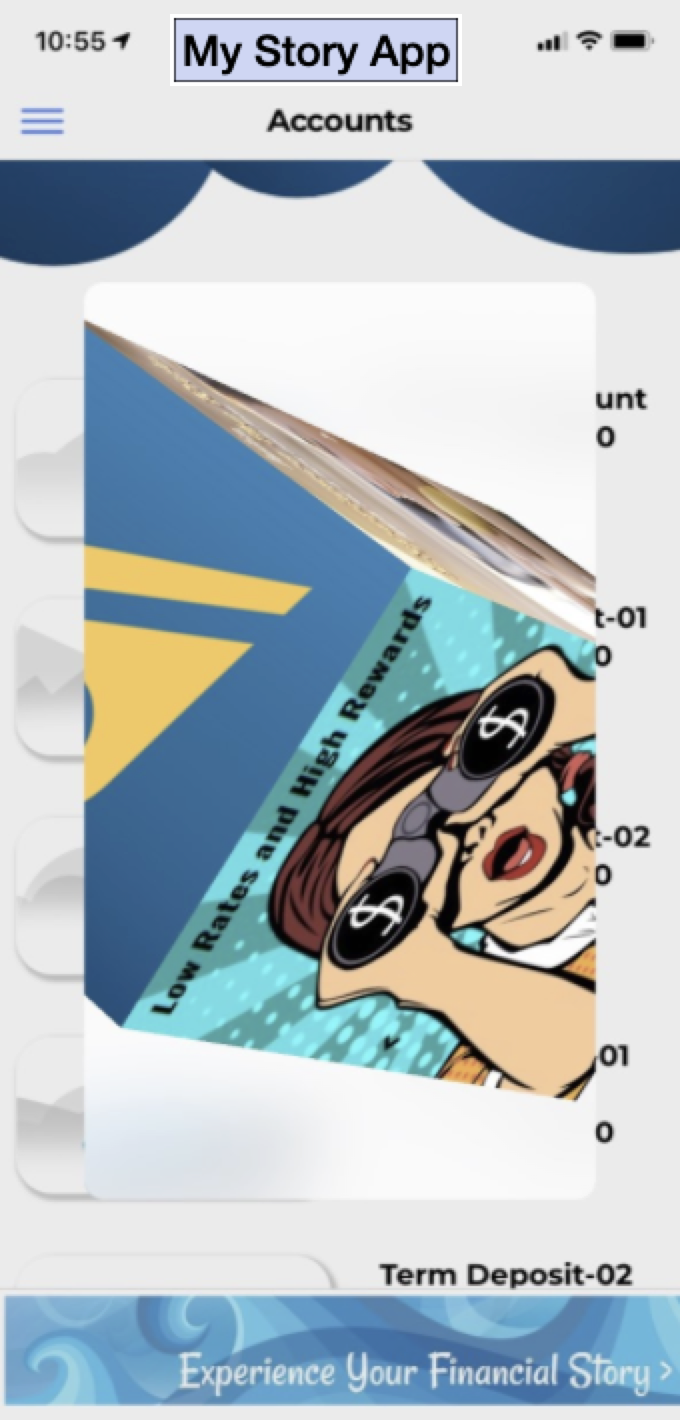 10:55
My Story App
Accounts
unt
0
t-01
0
Low Rates and High Rewards
$
$
t-02
0
-01
0
Term Deposit-02
Experience Your Financial Story >